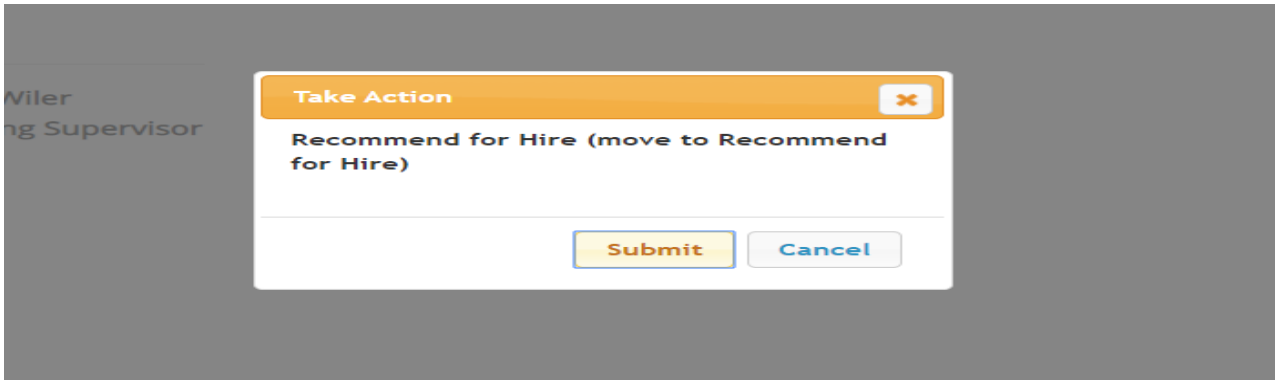 Wiler
ng Supervisor
Take Action
Recommend for Hire (move to Recommend
for Hire)
Submit
Cancel